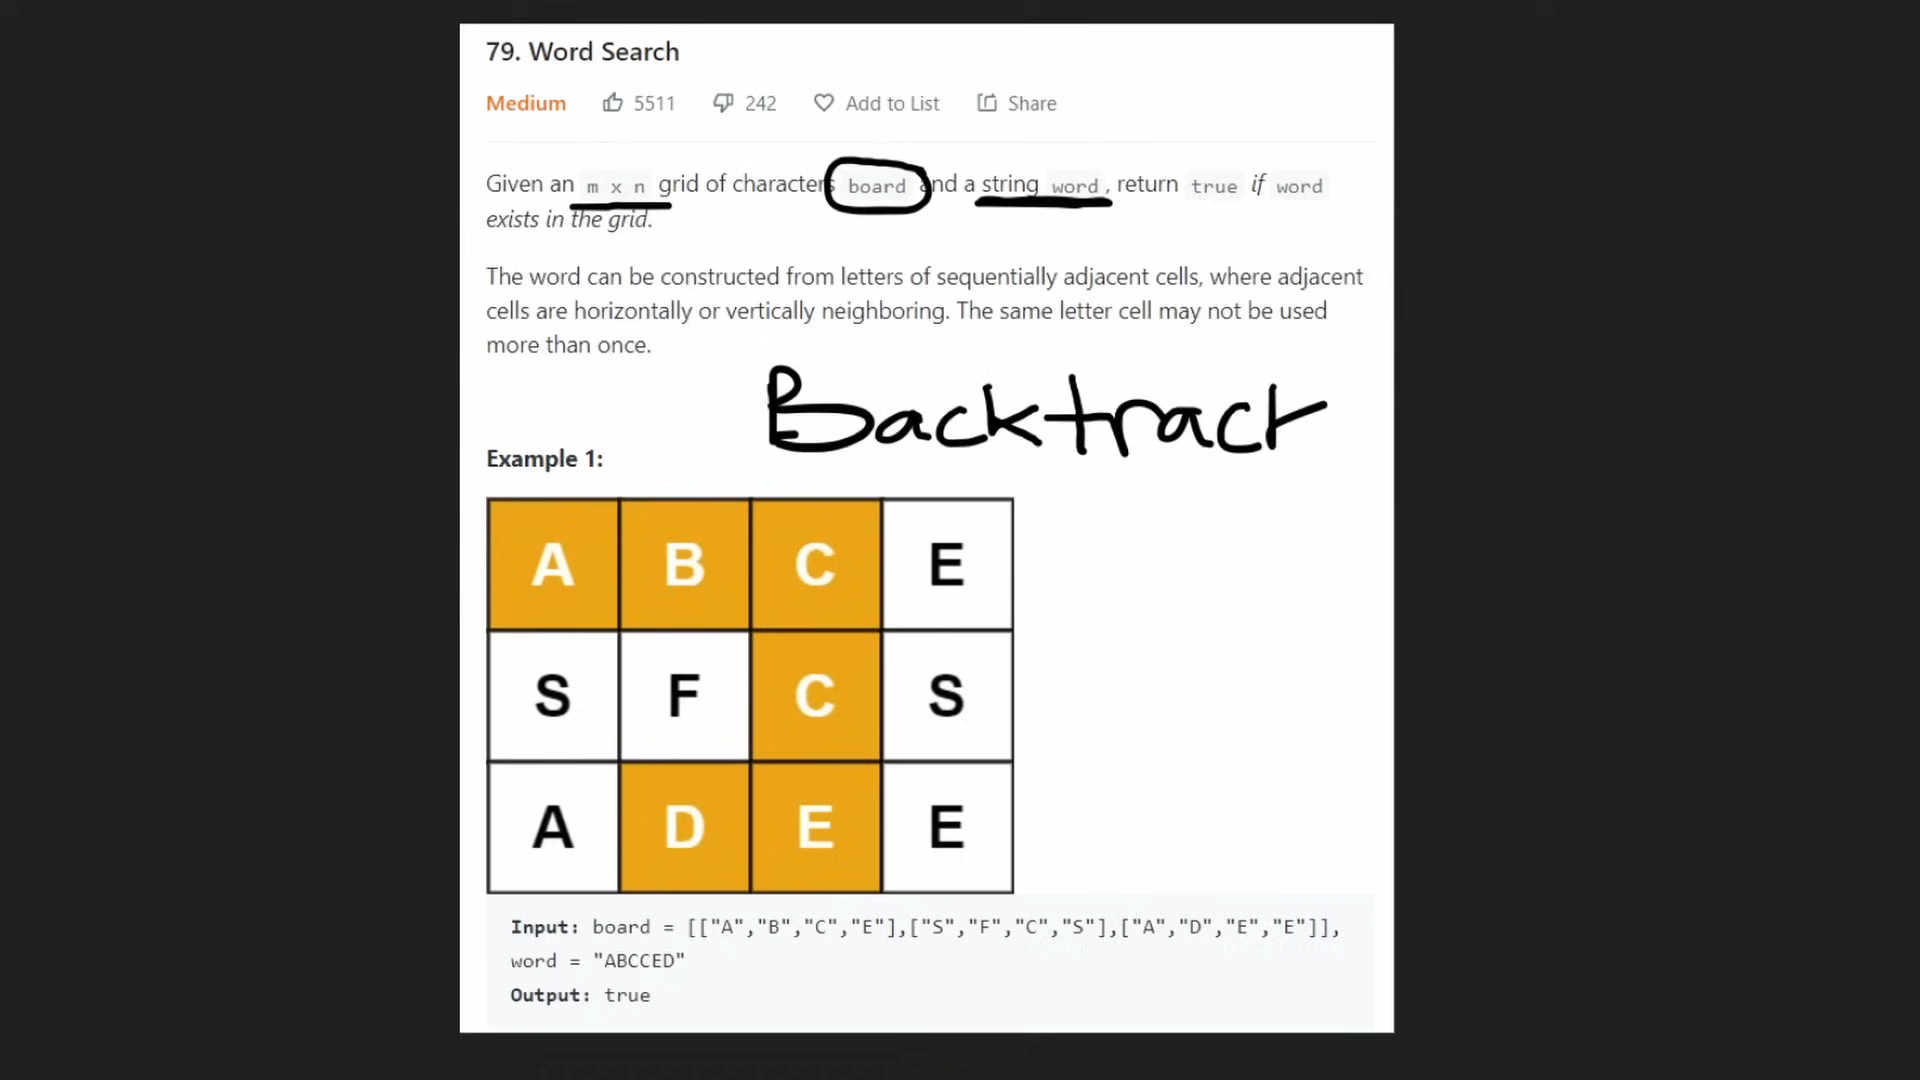 79. Word Search
Medium 5511 242 Add to List Share
Given an m x n grid of characters board and a string word, return true if word
exists in the grid.
The word can be constructed from letters of sequentially adjacent cells, where adjacent
cells are horizontally or vertically neighboring. The same letter cell may not be used
more than once.
Backtrack
Example 1:
A B C E
S F C S
A D E E
Input: board = [["A","B","C","E"],["S","F","C","S"],["A","D","E","E"]],
word = "ABCCED"
Output: true